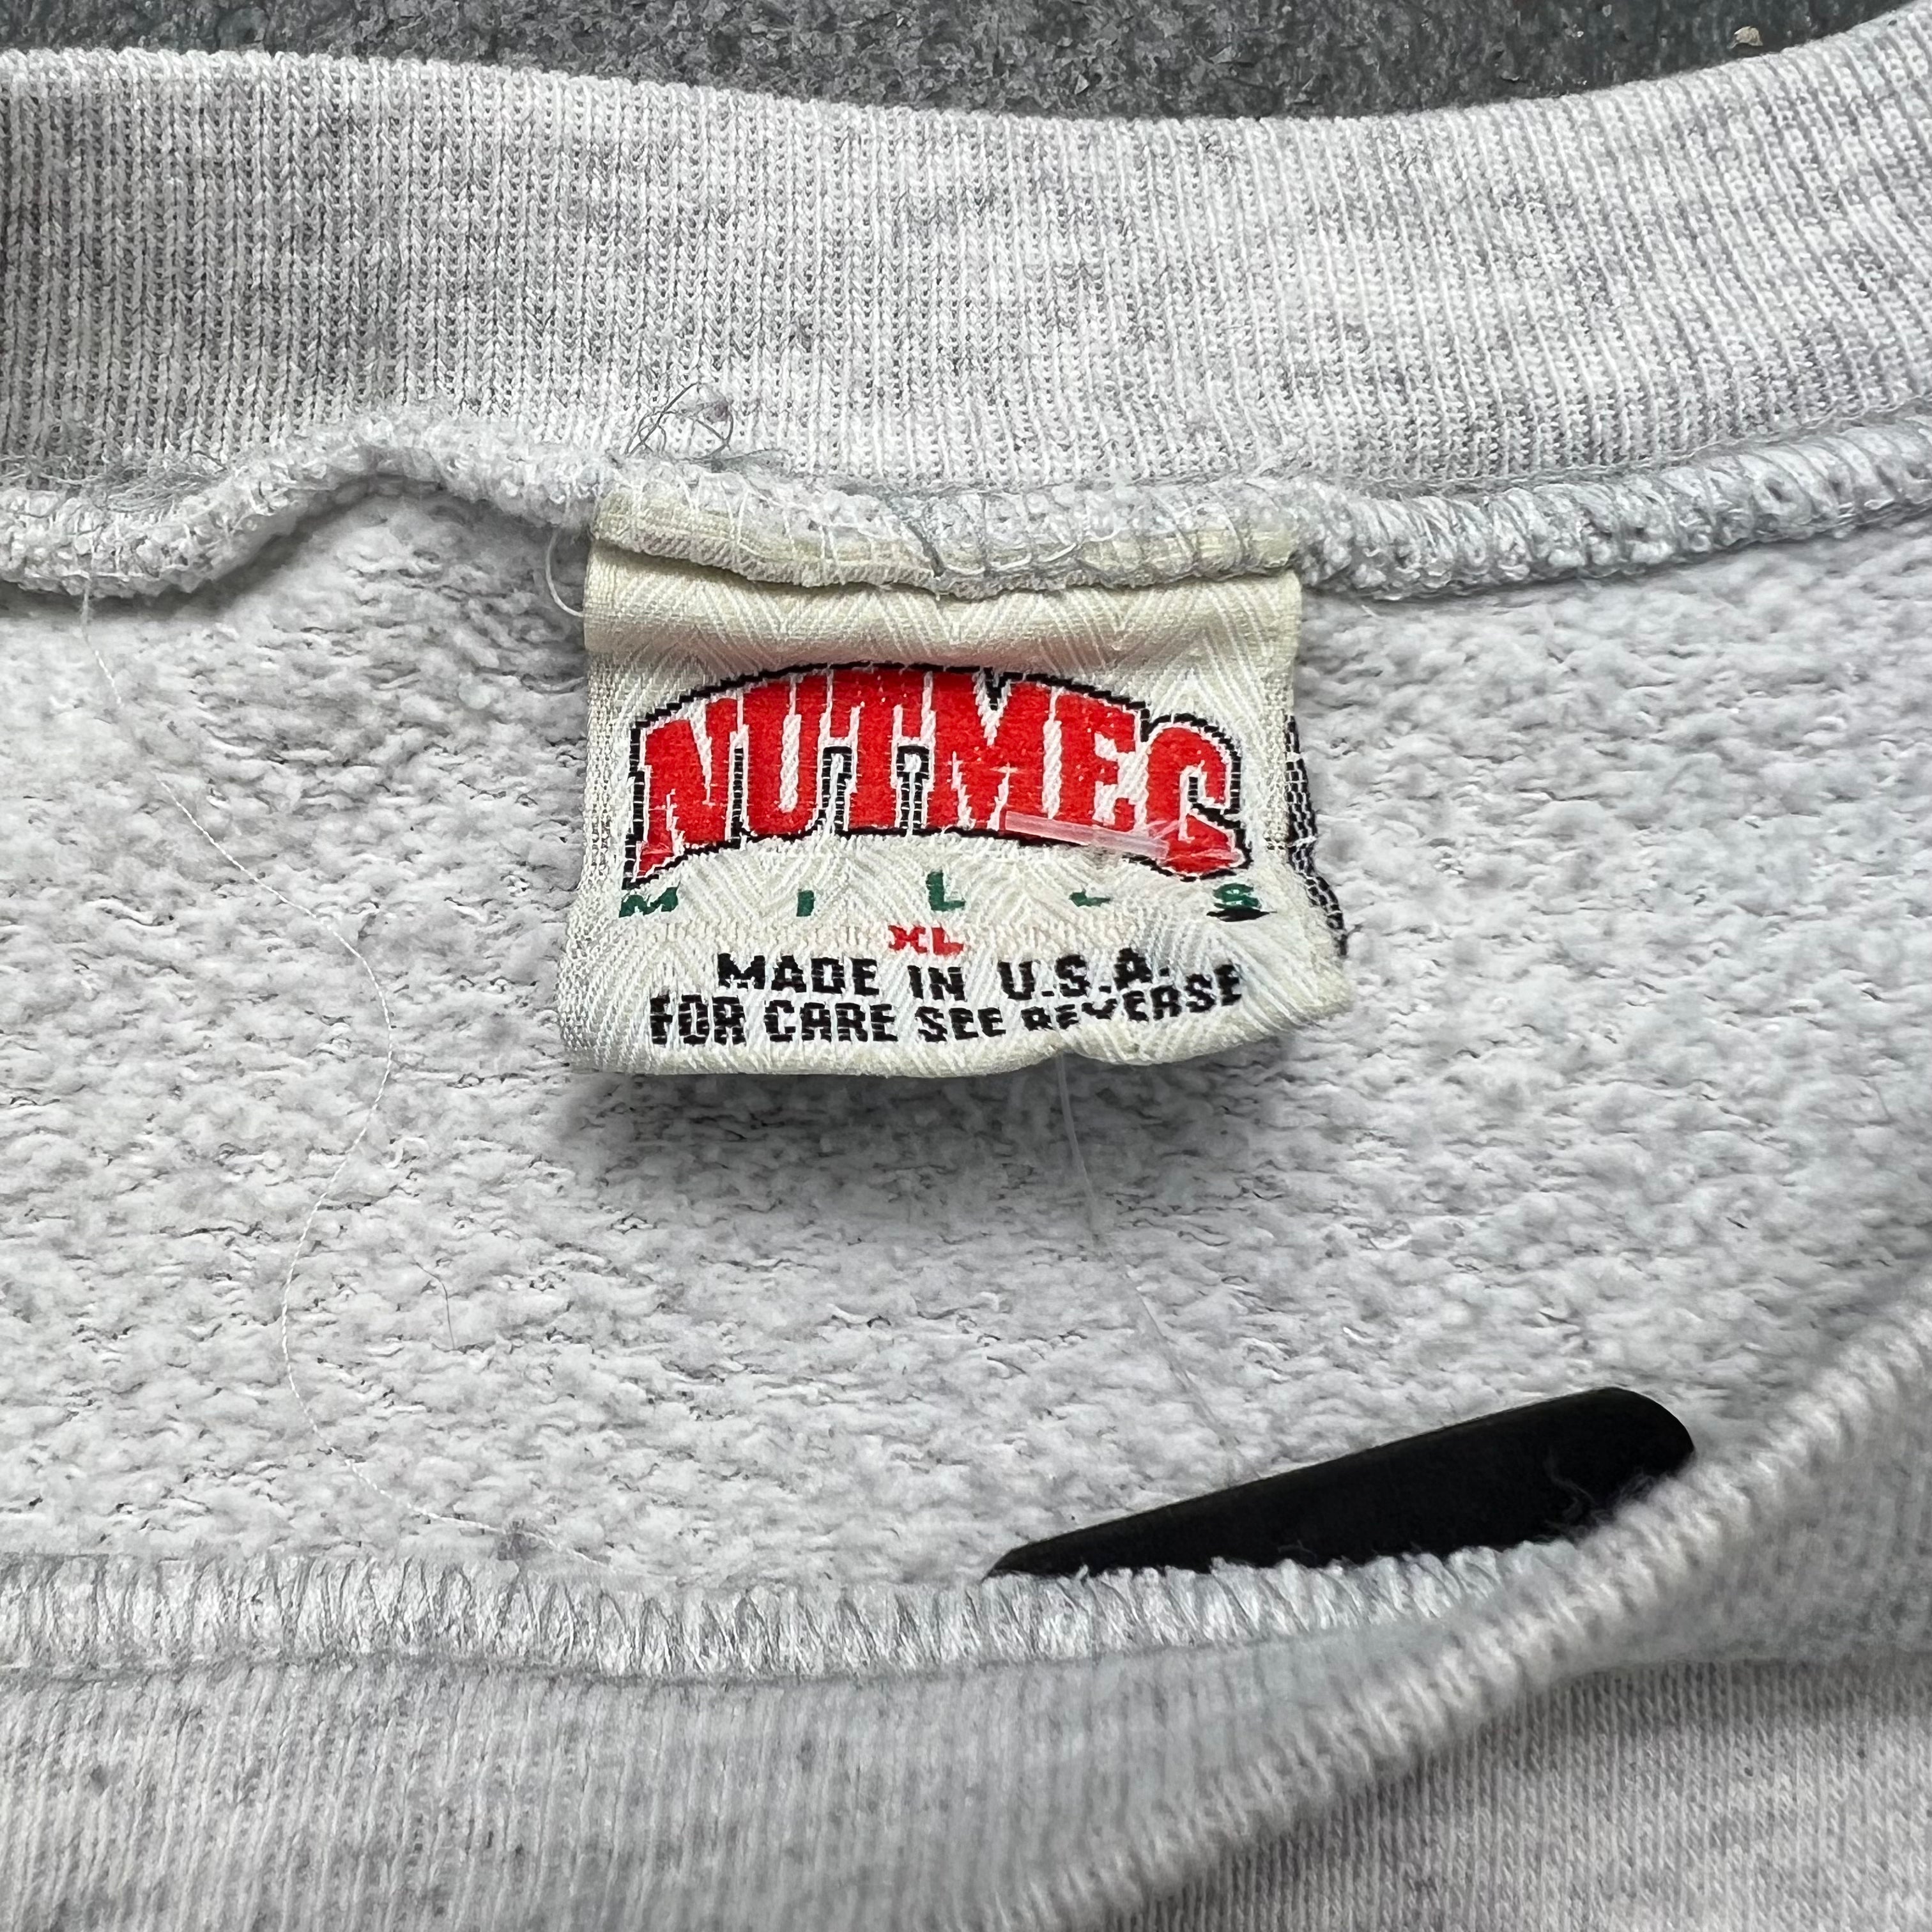 NUTMEG
MILLS
XL
MADE IN U.S.A.
FOR CARE SEE REVERSE